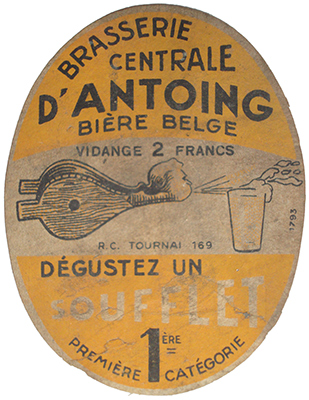 BRASSERIE
CENTRALE
D'ANTOING
BIÈRE BELGE
VIDANGE 2 FRANCS
R.C. TOURNAI 169
1793
DÉGUSTEZ UN
SOUFFLET
1ÈRE
PREMIÈRE CATÉGORIE